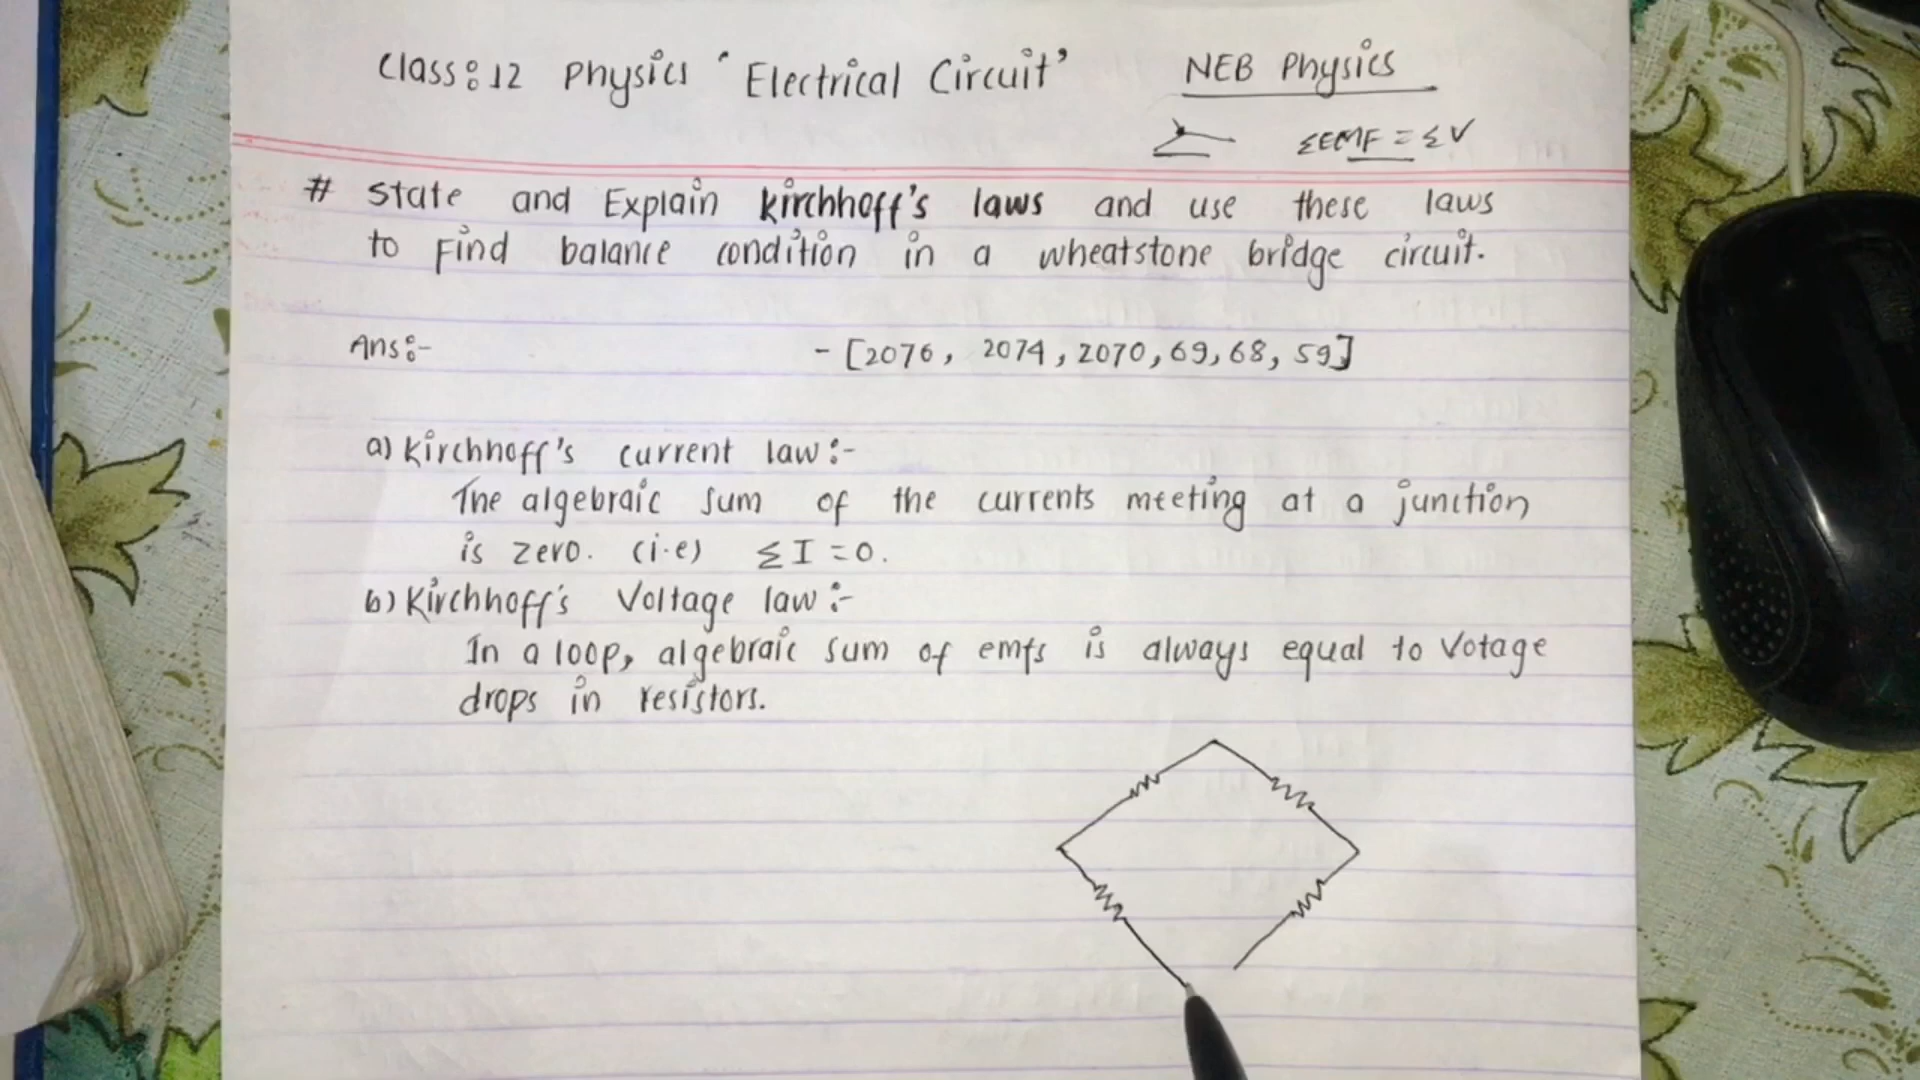 Class: 12 Physics 'Electrical Circuit'
NEB Physics
ΣEMF = ΣV
# State and Explain Kirchhoff's laws and use these laws
to Find balance condition in a wheatstone bridge circuit.
Ans:- - [2076, 2074, 2070, 69, 68, 59]
a) Kirchhoff's current law:-
The algebraic sum of the currents meeting at a junction
is zero. (i.e) ΣI = 0.
b) Kirchhoff's Voltage law:-
In a loop, algebraic sum of emfs is always equal to Votage
drops in resistors.